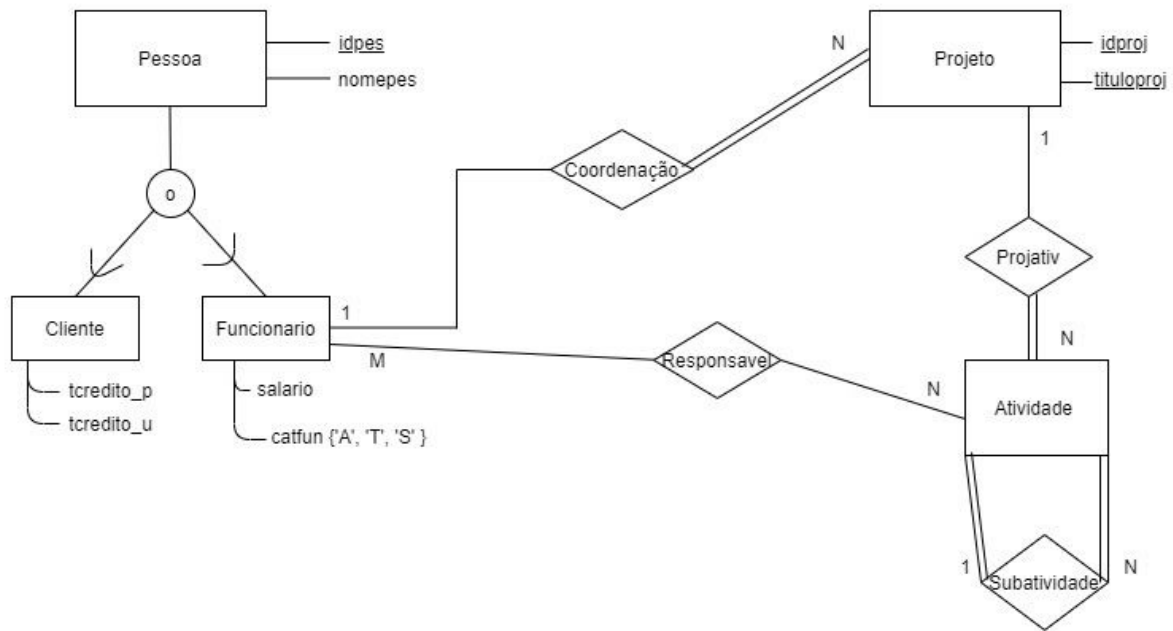 Pessoa
idpes
nomepes
N
Projeto
idproj
tituloproj
Coordenação
1
o
Projativ
Cliente
Funcionario
1
M
Responsavel
N
N
Atividade
tcredito_p
tcredito_u
salario
catfun {'A', 'T', 'S' }
1
Subatividade
N